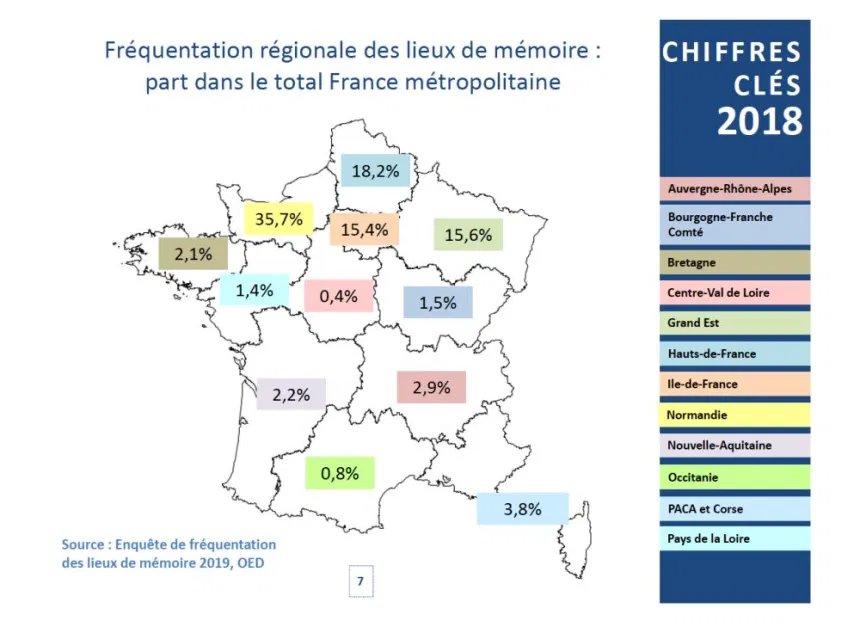 Fréquentation régionale des lieux de mémoire :
part dans le total France métropolitaine
CHIFFRES
CLÉS
2018
18,2%
35,7%
15,4%
15,6%
2,1%
1,4%
0,4%
1,5%
2,2%
2,9%
0,8%
3,8%
Auvergne-Rhône-Alpes
Bourgogne-Franche
Comté
Bretagne
Centre-Val de Loire
Grand Est
Hauts-de-France
Ile-de-France
Normandie
Nouvelle-Aquitaine
Occitanie
PACA et Corse
Pays de la Loire
Source : Enquête de fréquentation
des lieux de mémoire 2019, OED
7